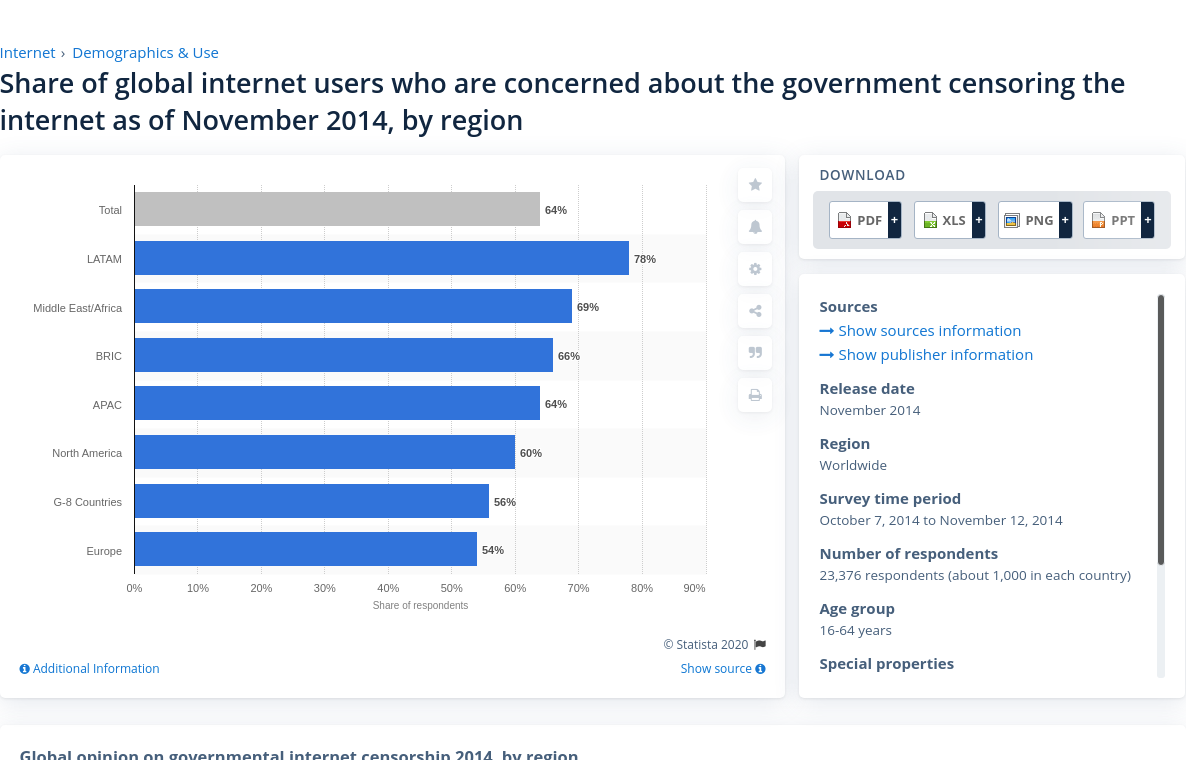 Internet › Demographics & Use
Share of global internet users who are concerned about the government censoring the
internet as of November 2014, by region
Total
64%
LATAM
78%
Middle East/Africa
69%
BRIC
66%
APAC
64%
North America
60%
G-8 Countries
56%
Europe
54%
0% 10% 20% 30% 40% 50% 60% 70% 80% 90%
Share of respondents
© Statista 2020
Additional Information
Show source
DOWNLOAD
PDF + XLS + PNG + PPT +
Sources
Show sources information
Show publisher information
Release date
November 2014
Region
Worldwide
Survey time period
October 7, 2014 to November 12, 2014
Number of respondents
23,376 respondents (about 1,000 in each country)
Age group
16-64 years
Special properties
Global opinion on governmental internet censorship 2014, by region